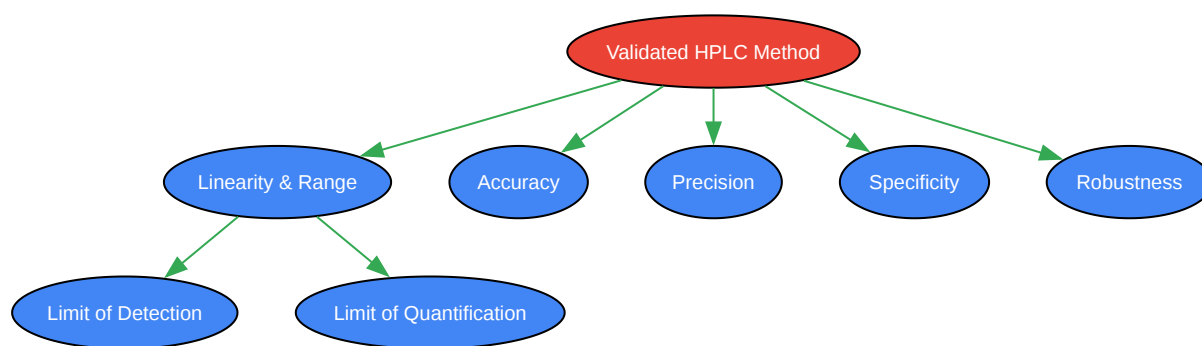 Validated HPLC Method
Linearity & Range
Accuracy
Precision
Specificity
Robustness
Limit of Detection
Limit of Quantification